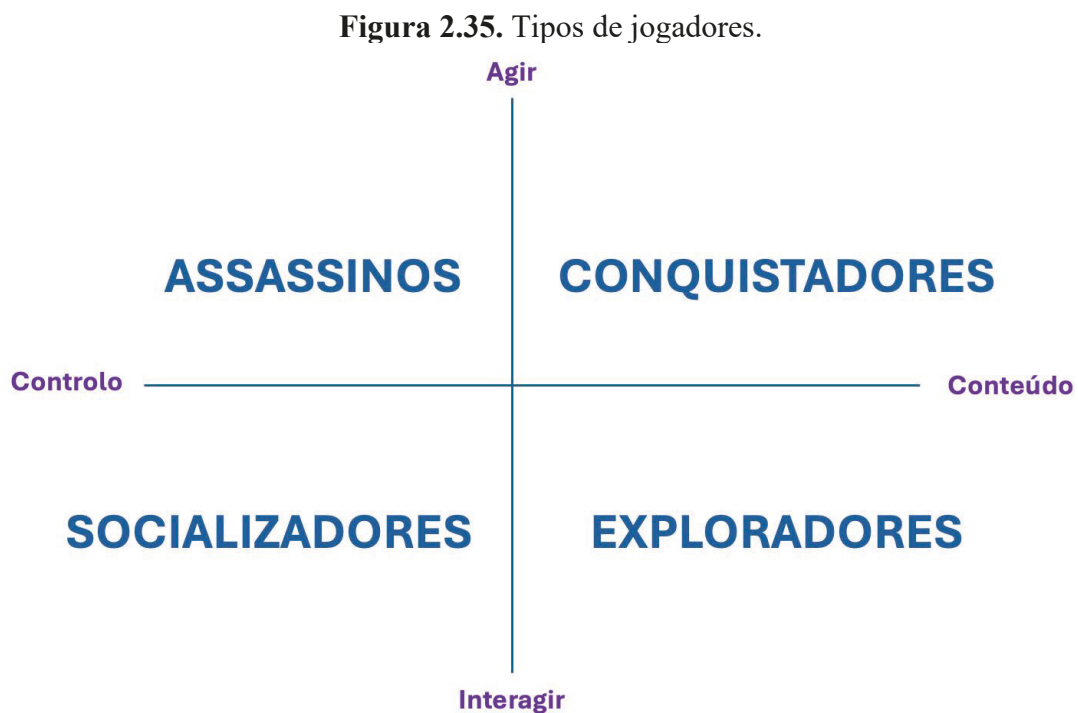 Figura 2.35. Tipos de jogadores.
Agir
ASSASSINOS CONQUISTADORES
Controlo Conteúdo
SOCIALIZADORES EXPLORADORES
Interagir